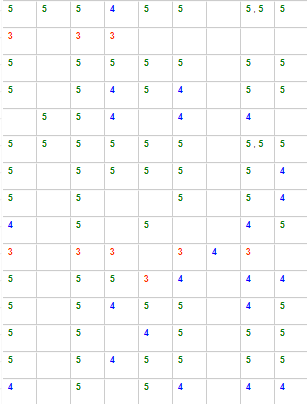 5 5 5 4 5 5 5 , 5 5
3 3 3
5 5 5 5 5 5 5
5 5 4 5 4 5 5
5 5 4 4 4
5 5 5 5 5 5 5 , 5 5
5 5 5 5 5 5 4
5 5 5 5 4
4 5 5 4 5
3 3 3 3 4 3
5 5 5 3 4 4 4
5 5 4 5 5 4 5
5 5 4 5 5 5
5 5 4 5 5 5 5
4 5 5 4 4 4